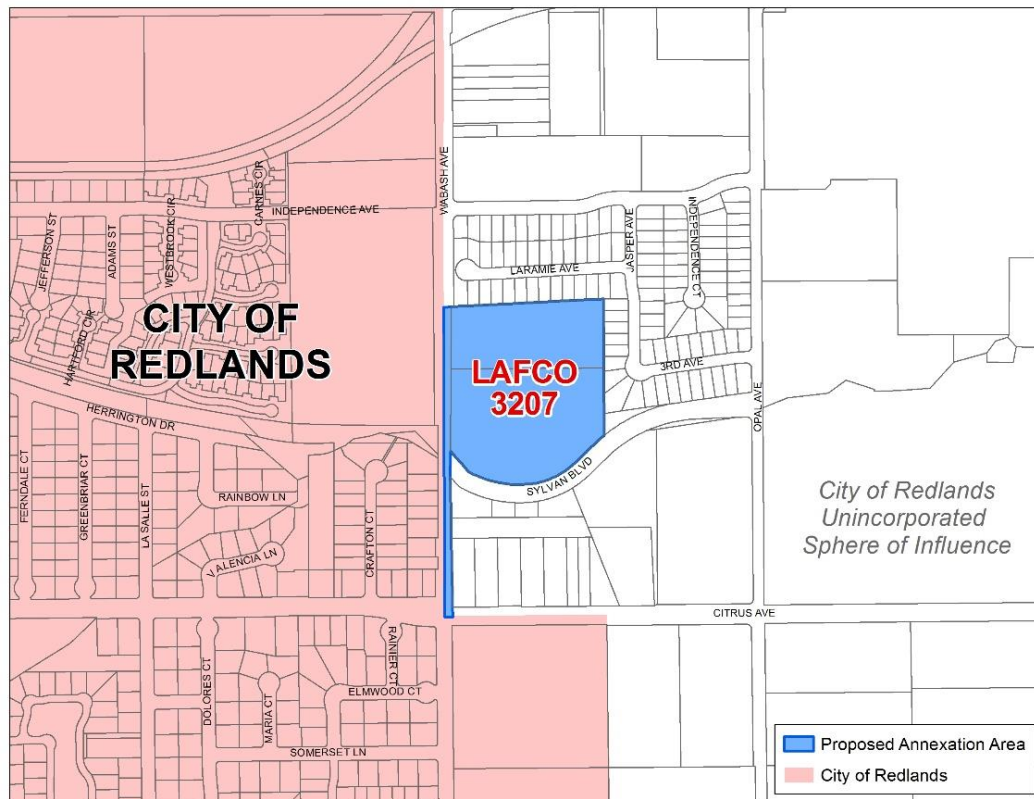 WABASH AVE
INDEPENDENCE AVE
CARNES CIR
WESTBROOK CIR
ADAMS ST
JEFFERSON ST
HARTFORD CIR
JASPER AVE
INDEPENDENCE CT
LARAMIE AVE
CITY OF
REDLANDS
LAFCO
3207
3RD AVE
OPAL AVE
HERRINGTON DR
FERNDALE CT
GREENBRIAR CT
LA SALLE ST
RAINBOW LN
VALENCIA LN
CRAFTON CT
SYLVAN BLVD
City of Redlands
Unincorporated
Sphere of Influence
CITRUS AVE
DOLORES CT
MARIA CT
RAINIER CT
ELMWOOD CT
SOMERSET LN
Proposed Annexation Area
City of Redlands